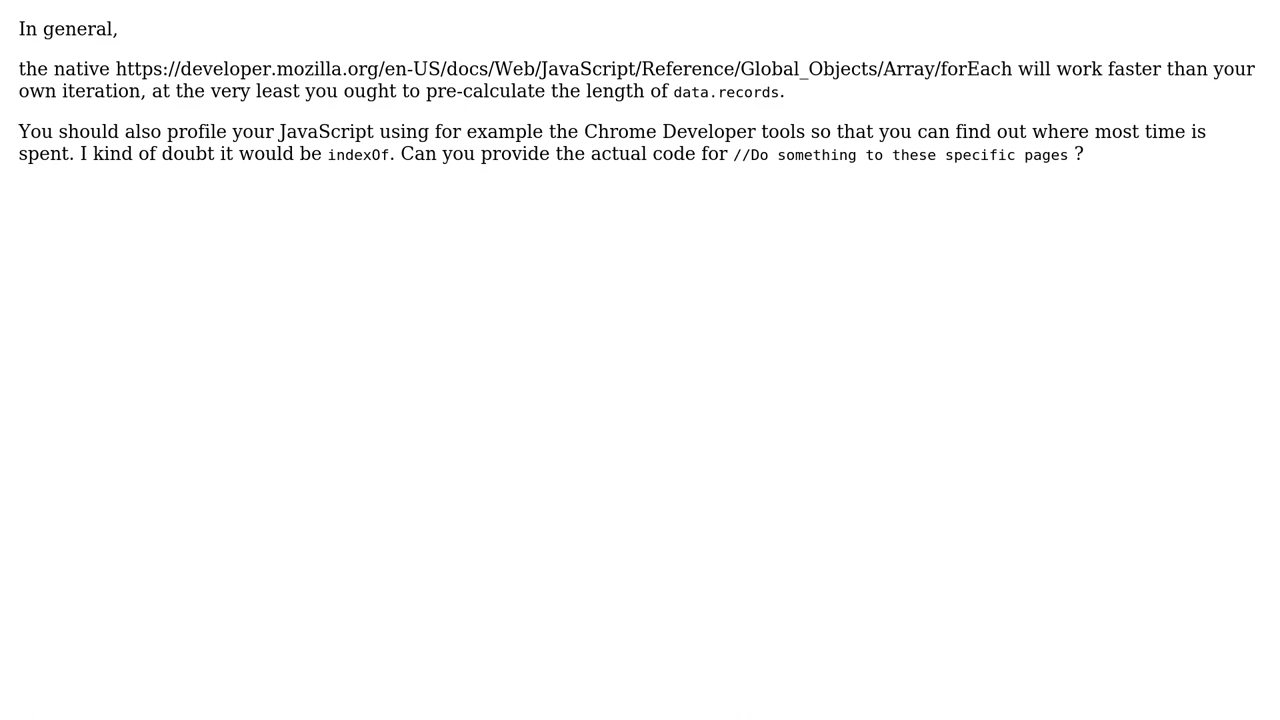 In general,
the native https://developer.mozilla.org/en-US/docs/Web/JavaScript/Reference/Global_Objects/Array/forEach will work faster than your
own iteration, at the very least you ought to pre-calculate the length of data.records.
You should also profile your JavaScript using for example the Chrome Developer tools so that you can find out where most time is
spent. I kind of doubt it would be indexOf. Can you provide the actual code for //Do something to these specific pages ?